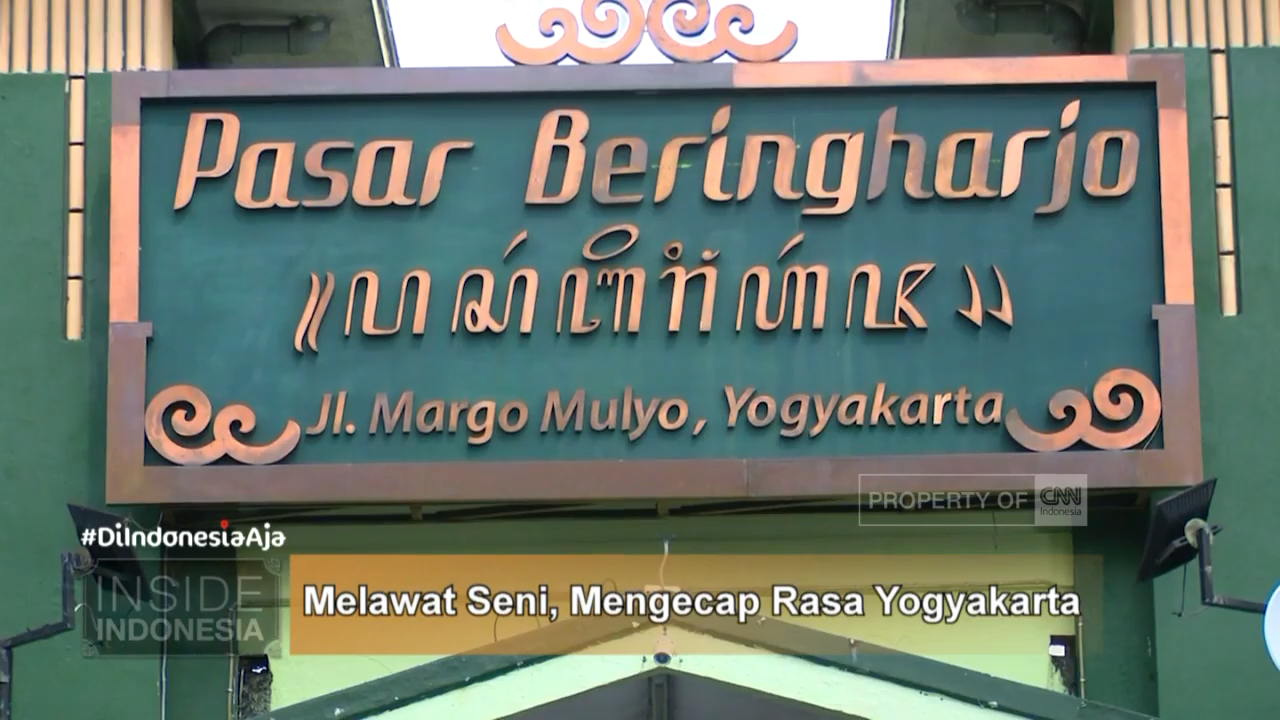 Pasar Beringharjo
Jl. Margo Mulyo, Yogyakarta
PROPERTY OF CNN Indonesia
#DiIndonesiaAja
INSIDE INDONESIA
Melawat Seni, Mengecap Rasa Yogyakarta